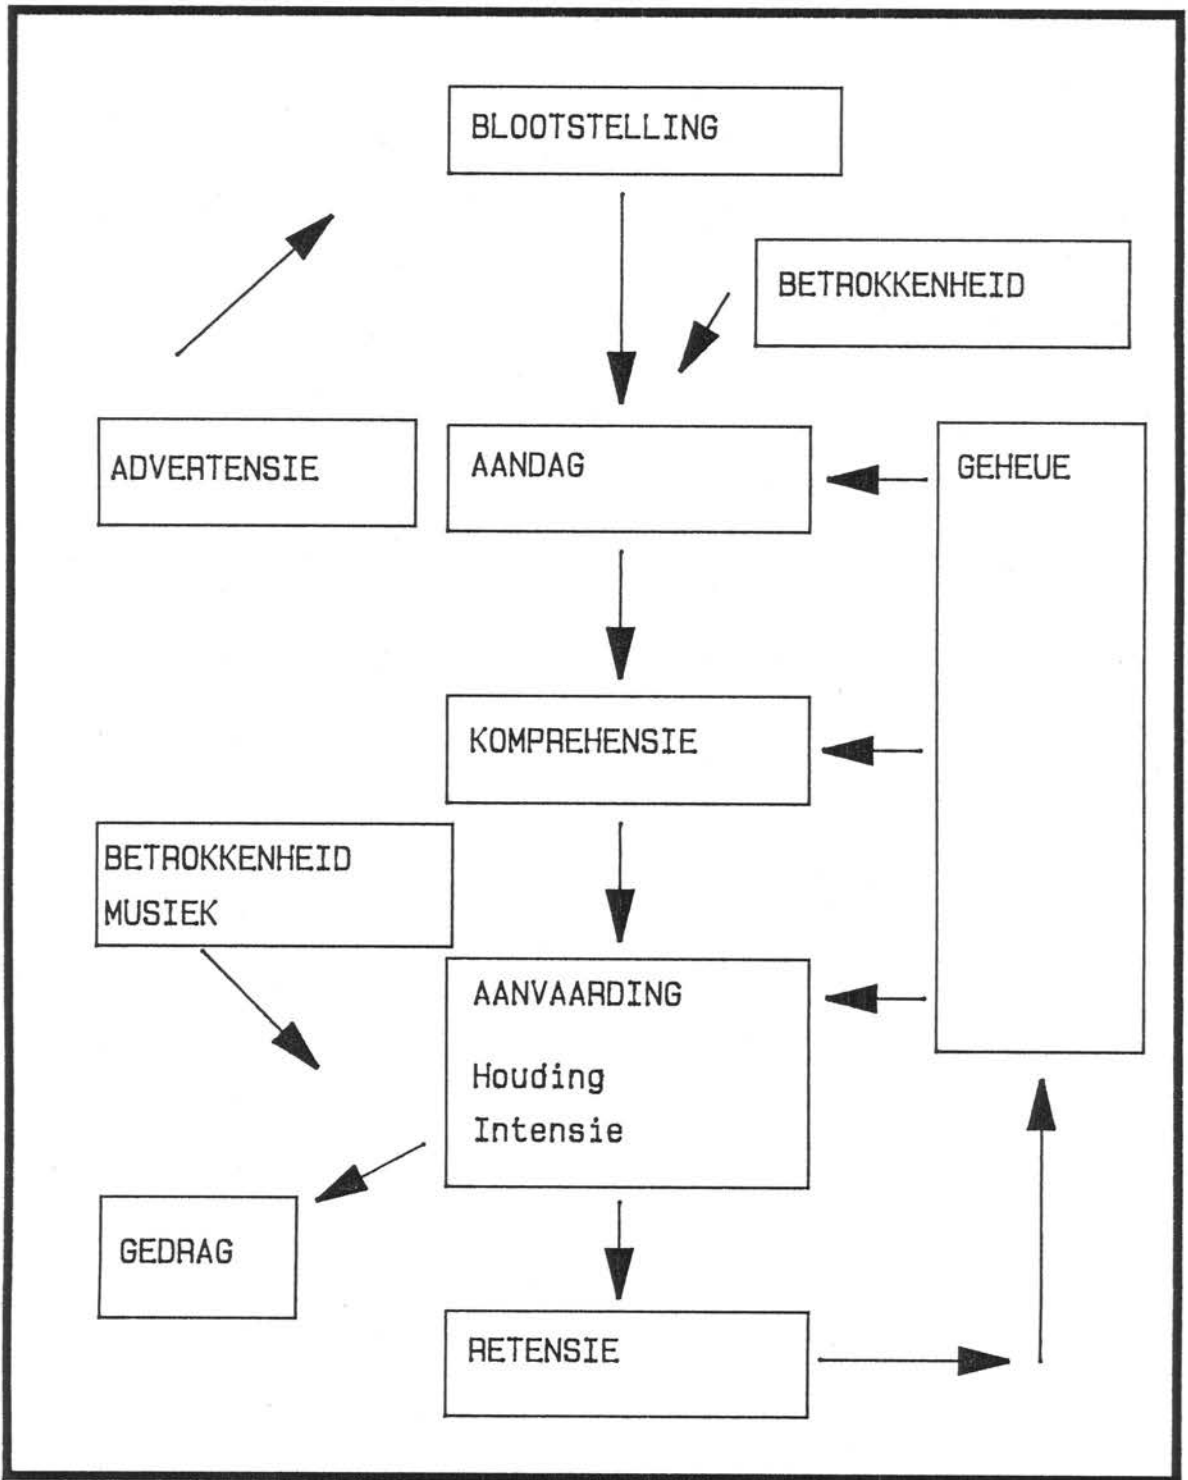 BLOOTSTELLING
BETROKKENHEID
ADVERTENSIE
AANDAG
GEHEUE
KOMPREHENSIE
BETROKKENHEID
MUSIEK
AANVAARDING
Houding
Intensie
GEDRAG
RETENSIE